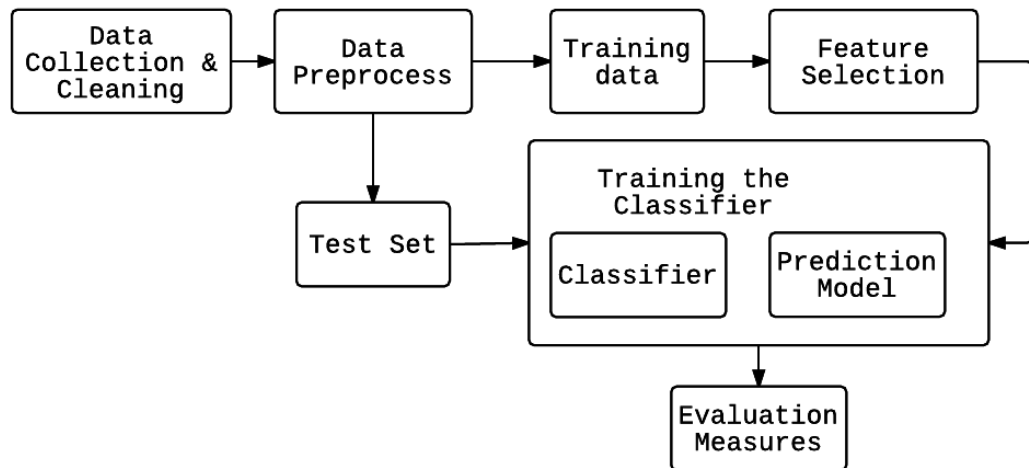 Data
Collection &
Cleaning
Data
Preprocess
Training
data
Feature
Selection
Training the
Classifier
Test Set
Classifier
Prediction
Model
Evaluation
Measures